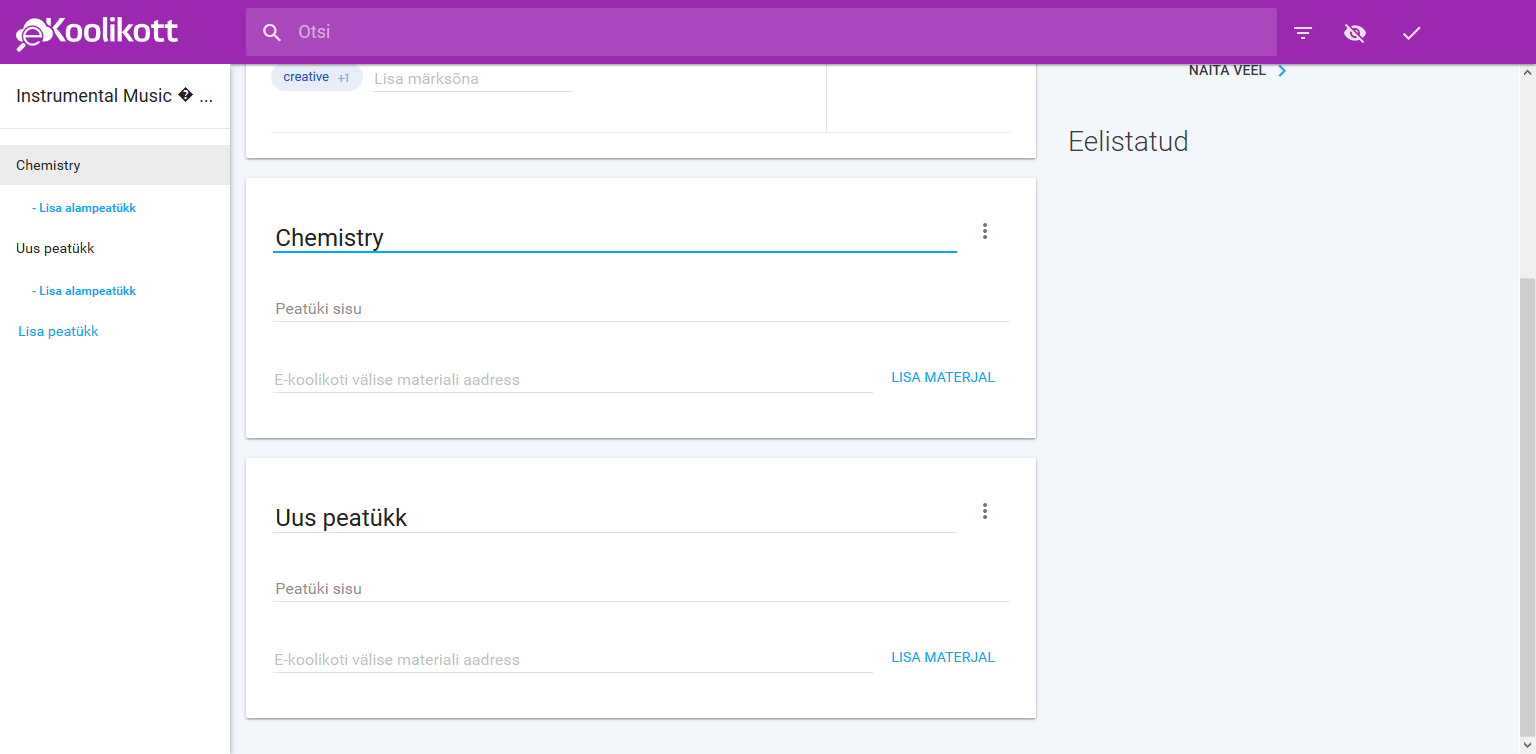 eKoolikott
Otsi
Instrumental Music � ...
Chemistry
- Lisa alampeatükk
Uus peatükk
- Lisa alampeatükk
Lisa peatükk
creative +1
Lisa märksõna
NÄITA VEEL
Eelistatud
Chemistry
Peatüki sisu
E-koolikoti välise materiali aadress
LISA MATERJAL
Uus peatükk
Peatüki sisu
E-koolikoti välise materiali aadress
LISA MATERJAL